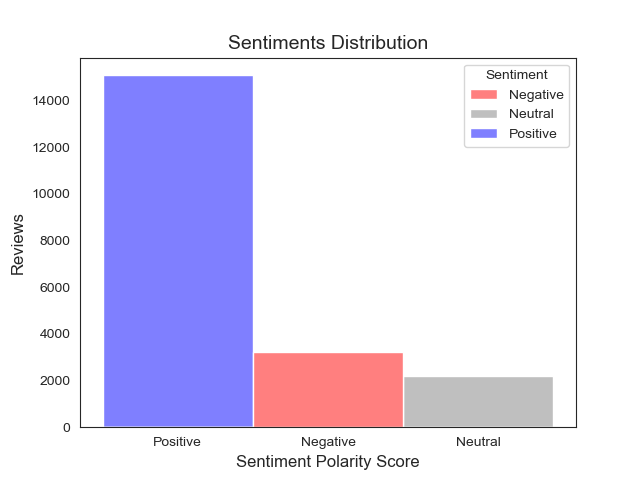 Sentiments Distribution
Sentiment
Negative
Neutral
Positive
14000
12000
10000
8000
6000
4000
2000
0
Reviews
Positive Negative Neutral
Sentiment Polarity Score